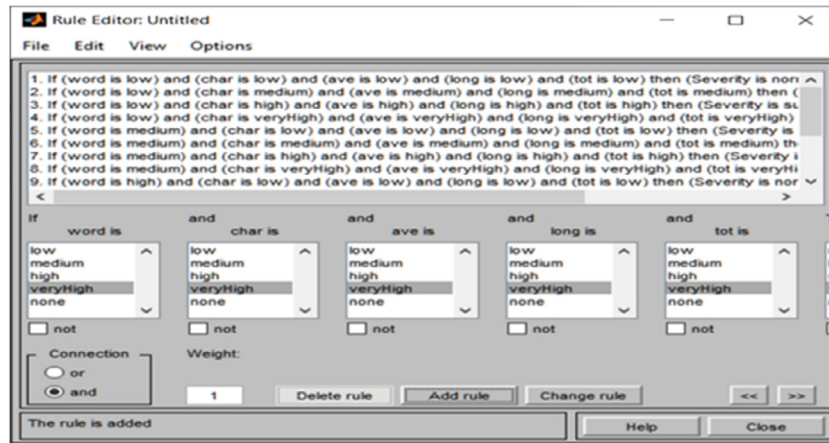 Rule Editor: Untitled
File Edit View Options
1. If (word is low) and (char is low) and (ave is low) and (long is low) and (tot is low) then (Severity is nor
2. If (word is low) and (char is medium) and (ave is medium) and (long is medium) and (tot is medium) then (
3. If (word is low) and (char is high) and (ave is high) and (long is high) and (tot is high) then (Severity is su
4. If (word is low) and (char is veryHigh) and (ave is veryHigh) and (long is veryHigh) and (tot is veryHigh)
5. If (word is medium) and (char is low) and (ave is low) and (long is low) and (tot is low) then (Severity is
6. If (word is medium) and (char is medium) and (ave is medium) and (long is medium) and (tot is medium) th
7. If (word is medium) and (char is high) and (ave is high) and (long is high) and (tot is high) then (Severity i
8. If (word is medium) and (char is veryHigh) and (ave is veryHigh) and (long is veryHigh) and (tot is veryHi
9. If (word is high) and (char is low) and (ave is low) and (long is low) and (tot is low) then (Severity is nor
If and and and and
word is char is ave is long is tot is
low low low low low
medium medium medium medium medium
high high high high high
veryHigh veryHigh veryHigh veryHigh veryHigh
none none none none none
not not not not not
Connection Weight:
or
and 1 Delete rule Add rule Change rule << >>
The rule is added Help Close